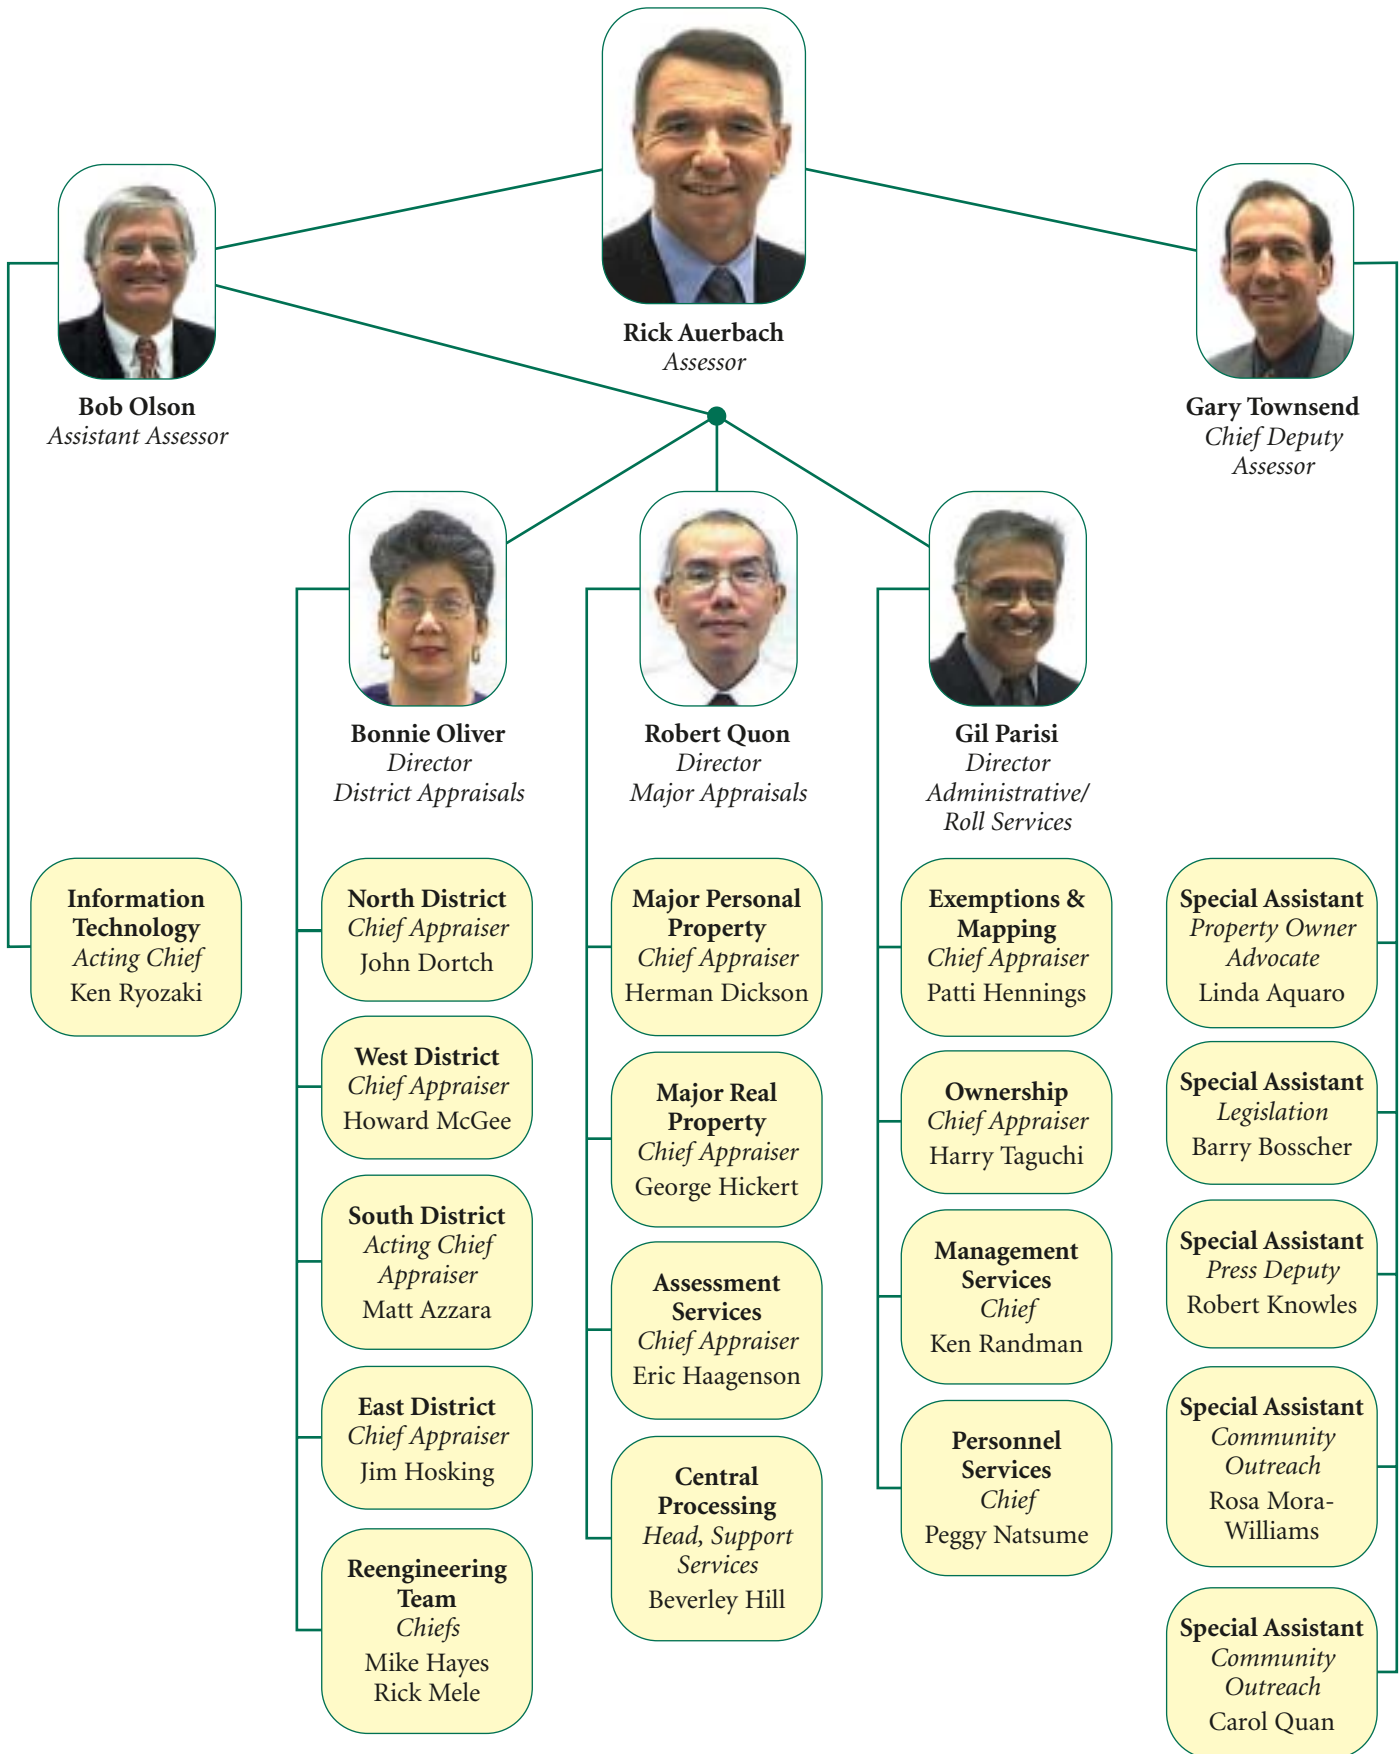 Rick Auerbach
Assessor
Bob Olson
Assistant Assessor
Gary Townsend
Chief Deputy
Assessor
Bonnie Oliver
Director
District Appraisals
Robert Quon
Director
Major Appraisals
Gil Parisi
Director
Administrative/
Roll Services
Information
Technology
Acting Chief
Ken Ryozaki
North District
Chief Appraiser
John Dortch
West District
Chief Appraiser
Howard McGee
South District
Acting Chief
Appraiser
Matt Azzara
East District
Chief Appraiser
Jim Hosking
Reengineering
Team
Chiefs
Mike Hayes
Rick Mele
Major Personal
Property
Chief Appraiser
Herman Dickson
Major Real
Property
Chief Appraiser
George Hickert
Assessment
Services
Chief Appraiser
Eric Haagenson
Central
Processing
Head, Support
Services
Beverley Hill
Exemptions &
Mapping
Chief Appraiser
Patti Hennings
Ownership
Chief Appraiser
Harry Taguchi
Management
Services
Chief
Ken Randman
Personnel
Services
Chief
Peggy Natsume
Special Assistant
Property Owner
Advocate
Linda Aquaro
Special Assistant
Legislation
Barry Bosscher
Special Assistant
Press Deputy
Robert Knowles
Special Assistant
Community
Outreach
Rosa Mora-
Williams
Special Assistant
Community
Outreach
Carol Quan